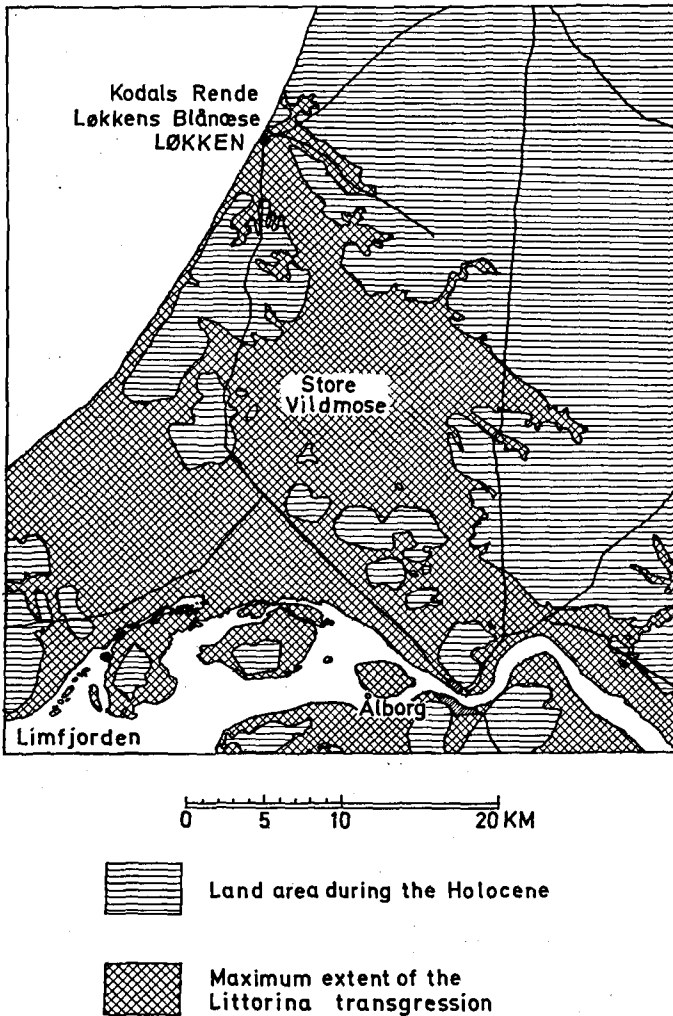 Kodals Rende
Løkkens Blånæse
LØKKEN
Store
Vildmose
Ålborg
Limfjorden
0 5 10 20 KM
Land area during the Holocene
Maximum extent of the
Littorina transgression